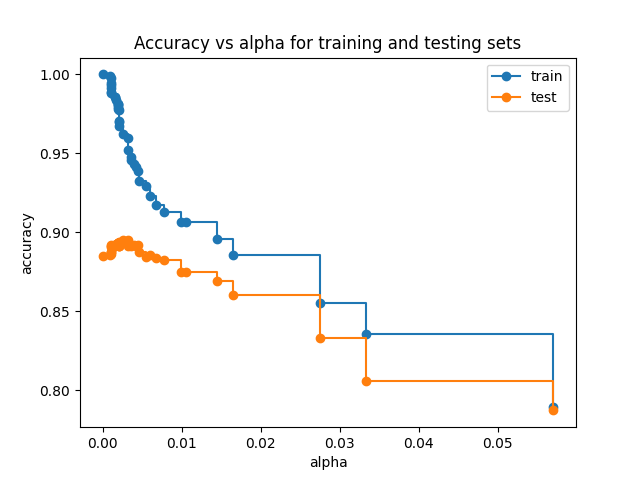 Accuracy vs alpha for training and testing sets
train
test
1.00
0.95
0.90
0.85
0.80
accuracy
0.00
0.01
0.02
0.03
0.04
0.05
alpha